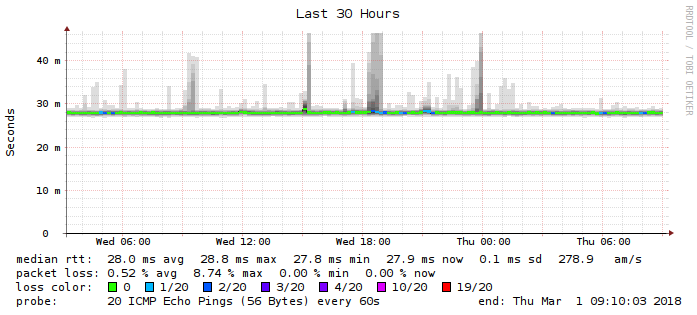 Last 30 Hours
RRDTOOL / TOBI OETIKER
Seconds
40 m
30 m
20 m
10 m
0
Wed 06:00 Wed 12:00 Wed 18:00 Thu 00:00 Thu 06:00
median rtt: 28.0 ms avg 28.8 ms max 27.8 ms min 27.9 ms now 0.1 ms sd 278.9 am/s
packet loss: 0.52 % avg 8.74 % max 0.00 % min 0.00 % now
loss color: 0 1/20 2/20 3/20 4/20 10/20 19/20
probe: 20 ICMP Echo Pings (56 Bytes) every 60s end: Thu Mar 1 09:10:03 2018